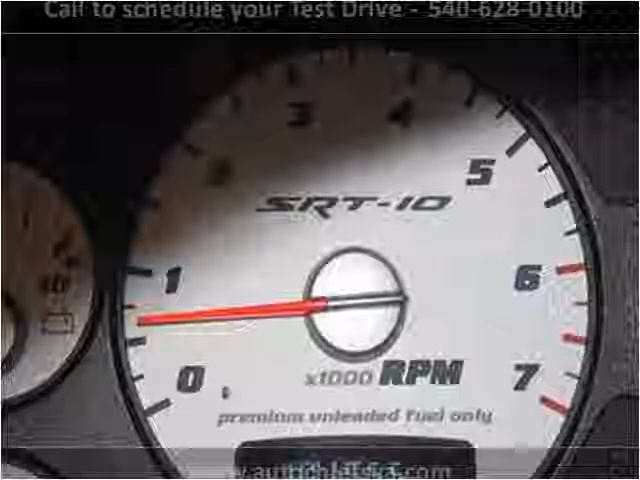 Call to schedule your Test Drive - 540-628-0100
3 4
2 5
SRT-10
1 6
0 7
x1000 RPM
premium unleaded fuel only